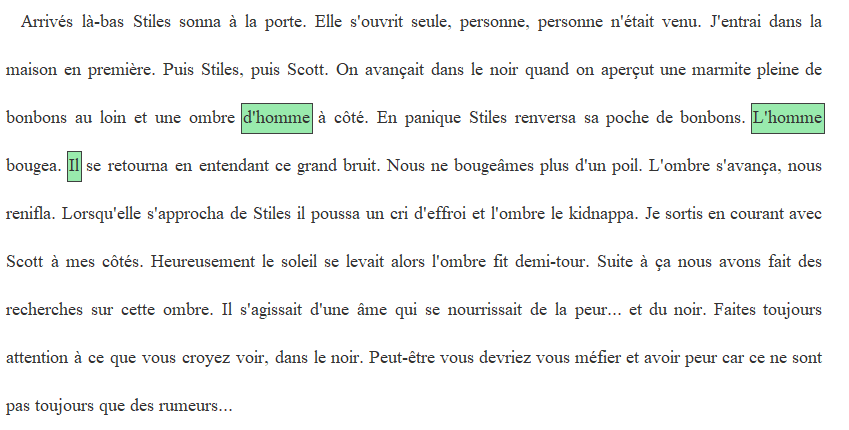 Arrivés là-bas Stiles sonna à la porte. Elle s'ouvrit seule, personne, personne n'était venu. J'entrai dans la
maison en première. Puis Stiles, puis Scott. On avançait dans le noir quand on aperçut une marmite pleine de
bonbons au loin et une ombre d'homme à côté. En panique Stiles renversa sa poche de bonbons. L'homme
bougea. Il se retourna en entendant ce grand bruit. Nous ne bougeâmes plus d'un poil. L'ombre s'avança, nous
renifla. Lorsqu'elle s'approcha de Stiles il poussa un cri d'effroi et l'ombre le kidnappa. Je sortis en courant avec
Scott à mes côtés. Heureusement le soleil se levait alors l'ombre fit demi-tour. Suite à ça nous avons fait des
recherches sur cette ombre. Il s'agissait d'une âme qui se nourrissait de la peur... et du noir. Faites toujours
attention à ce que vous croyez voir, dans le noir. Peut-être vous devriez vous méfier et avoir peur car ce ne sont
pas toujours que des rumeurs...